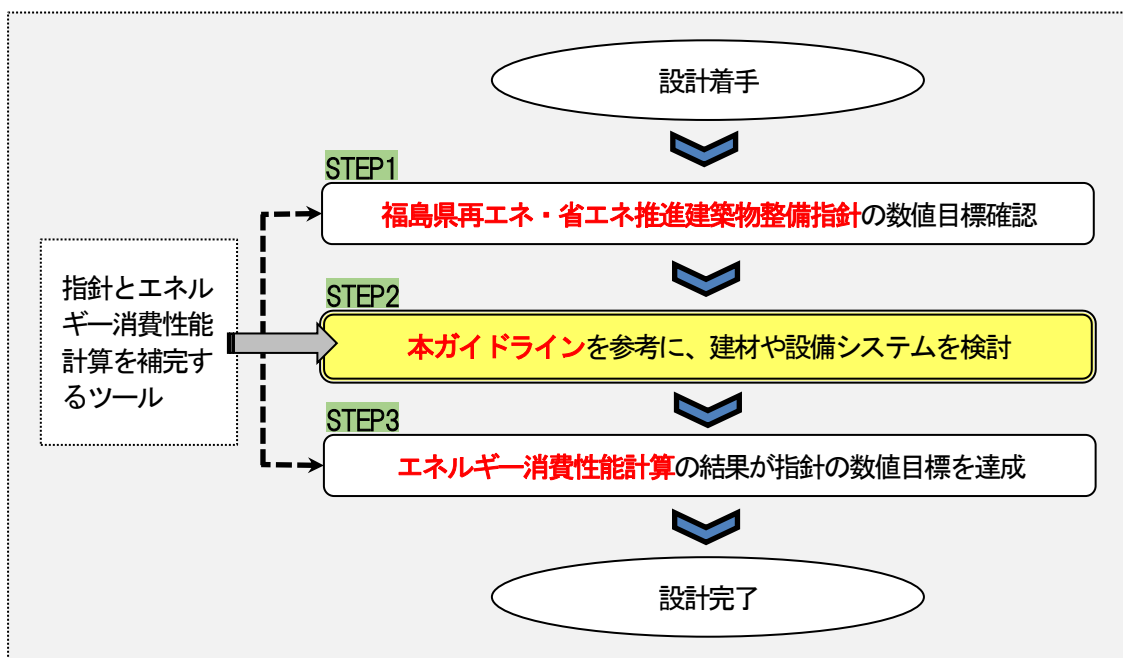 設計着手
STEP1
福島県再エネ・省エネ推進建築物整備指針の数値目標確認
指針とエネル
ギー消費性能
計算を補完す
るツール
STEP2
本ガイドラインを参考に、建材や設備システムを検討
STEP3
エネルギー消費性能計算の結果が指針の数値目標を達成
設計完了